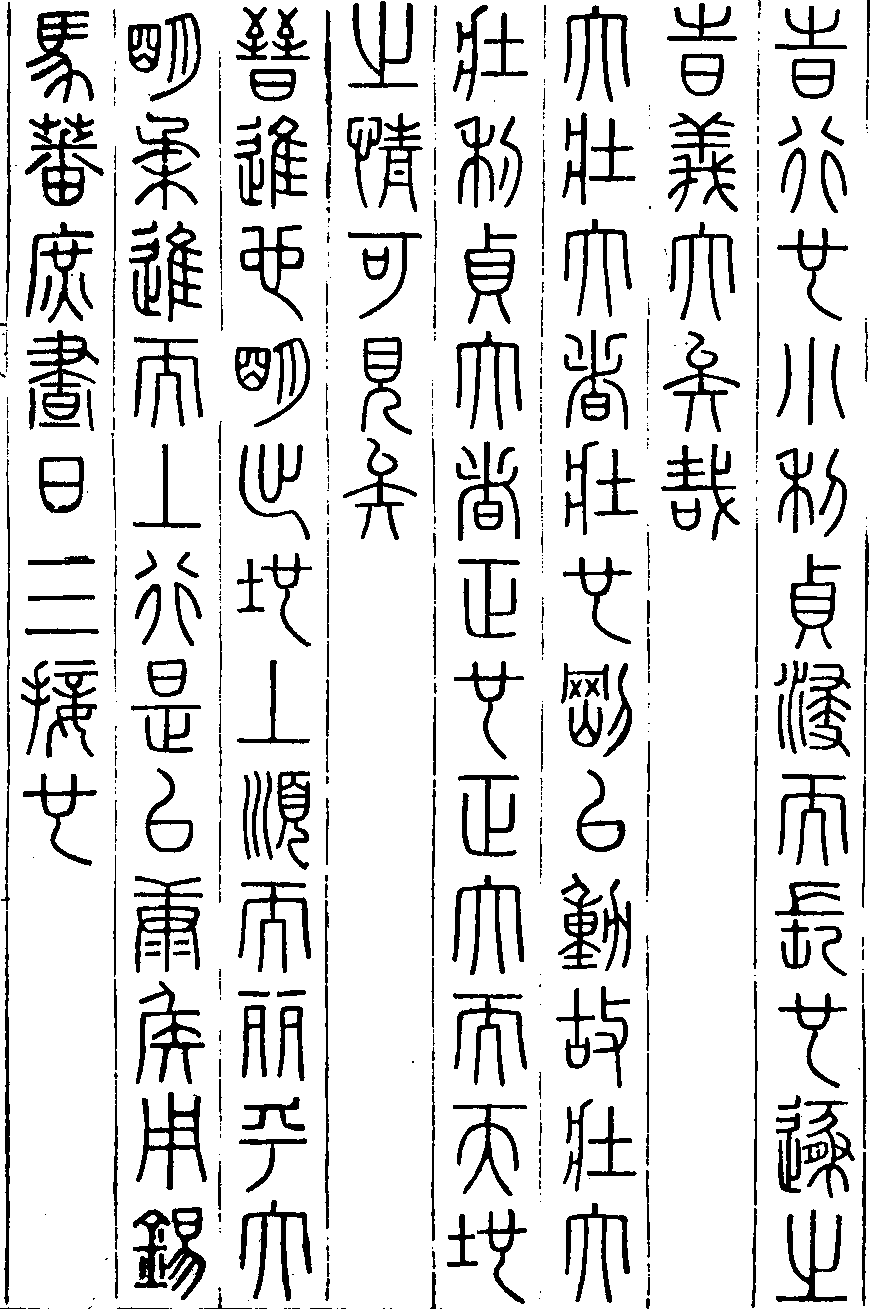 時行也小利貞浸而長也遯之
時義大矣哉
大壯大者壯也剛以動故壯大
壯利貞大者正也正大而天地
之情可見矣
晉進也明出地上順而麗乎大
明柔進而上行是以康侯用錫
馬蕃庶晝日三接也